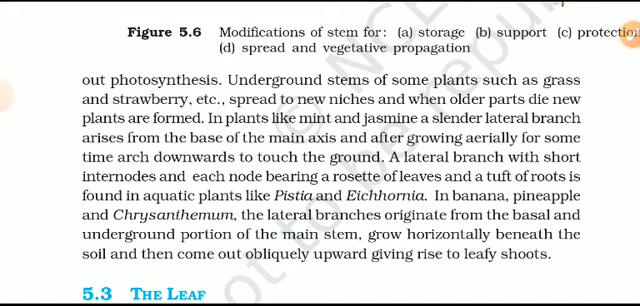 Figure 5.6 Modifications of stem for: (a) storage (b) support (c) protection
(d) spread and vegetative propagation
out photosynthesis. Underground stems of some plants such as grass
and strawberry, etc., spread to new niches and when older parts die new
plants are formed. In plants like mint and jasmine a slender lateral branch
arises from the base of the main axis and after growing aerially for some
time arch downwards to touch the ground. A lateral branch with short
internodes and each node bearing a rosette of leaves and a tuft of roots is
found in aquatic plants like Pistia and Eichhornia. In banana, pineapple
and Chrysanthemum, the lateral branches originate from the basal and
underground portion of the main stem, grow horizontally beneath the
soil and then come out obliquely upward giving rise to leafy shoots.
5.3 THE LEAF